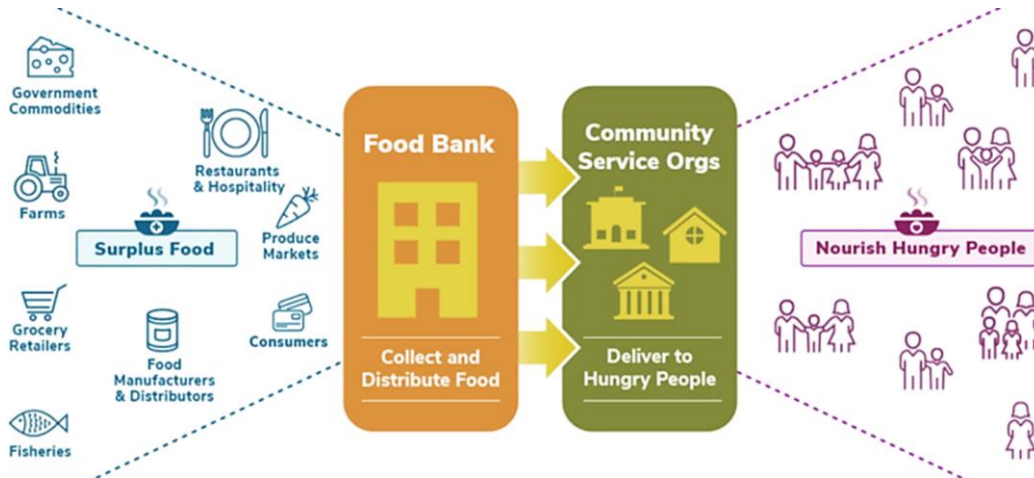 Government
Commodities
Restaurants
& Hospitality
Farms
Surplus Food
Produce
Markets
Grocery
Retailers
Food
Manufacturers
& Distributors
Consumers
Fisheries
Food Bank
Collect and
Distribute Food
Community
Service Orgs
Deliver to
Hungry People
Nourish Hungry People